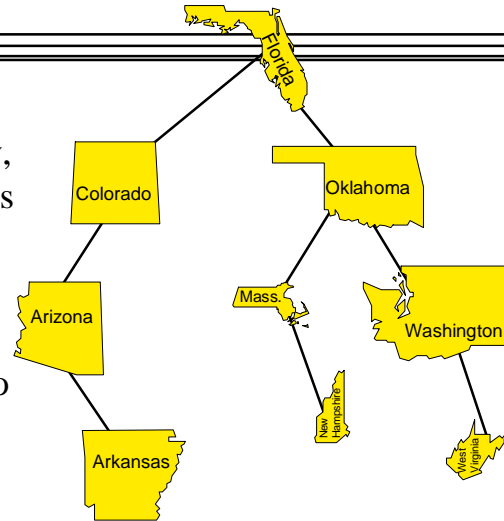 Florida
,
s
Colorado
Oklahoma
Arizona
Mass.
Washington
o
New
Hampshire
West
Virginia
Arkansas